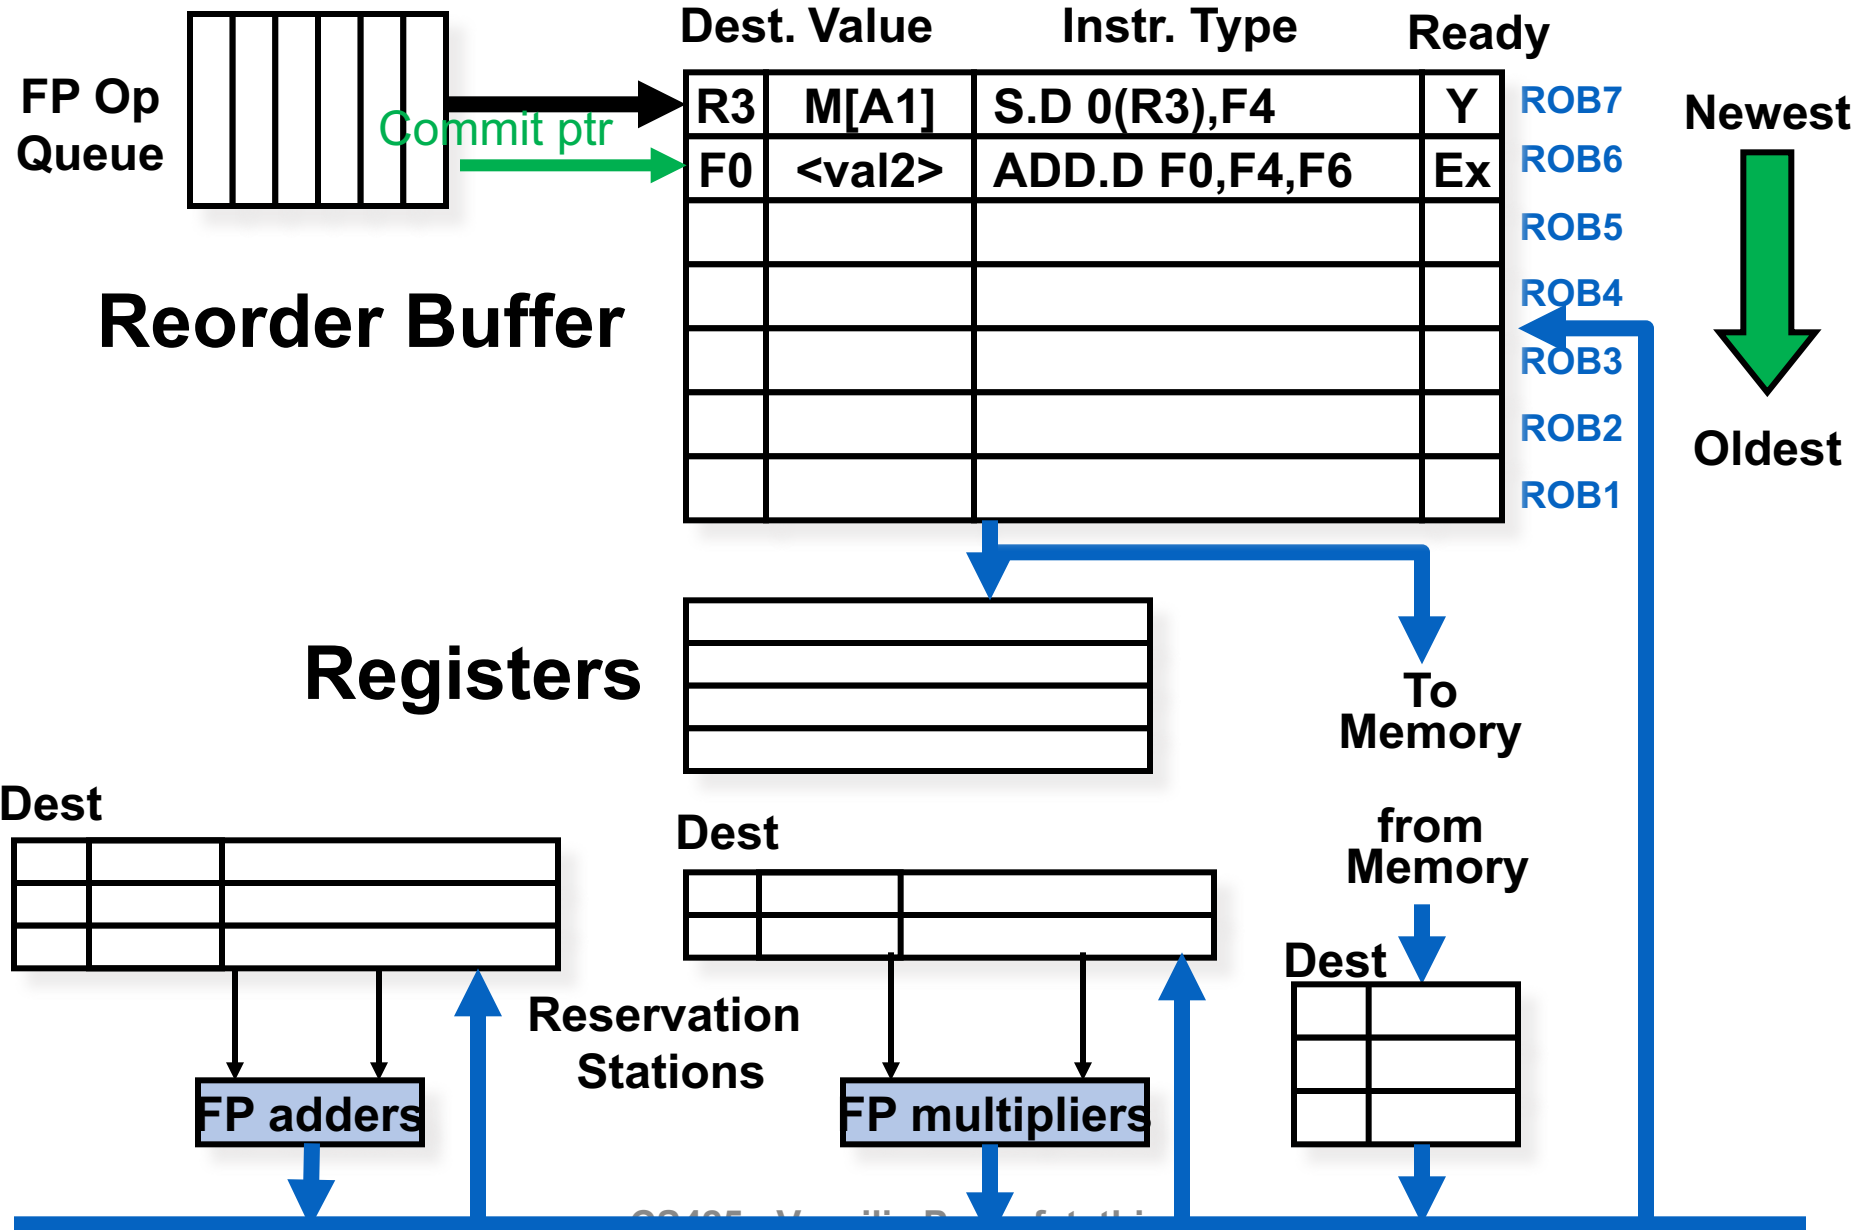 Dest. Value Instr. Type Ready
FP Op
Queue
Commit ptr
R3 M[A1] S.D 0(R3),F4 Y ROB7
F0 <val2> ADD.D F0,F4,F6 Ex ROB6
ROB5
ROB4
ROB3
ROB2
ROB1
Newest
Oldest
Reorder Buffer
Registers
To
Memory
Dest
Dest
from
Memory
Dest
Reservation
Stations
FP adders
FP multipliers